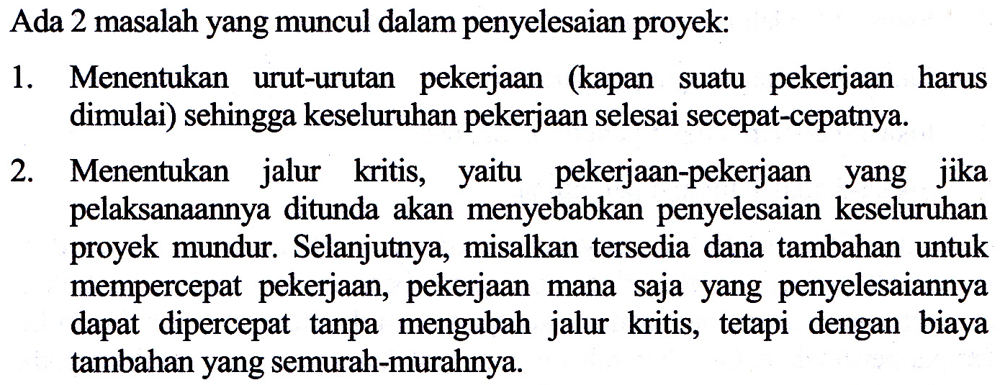 Ada 2 masalah yang muncul dalam penyelesaian proyek:
1. Menentukan urut-urutan pekerjaan (kapan suatu pekerjaan harus
dimulai) sehingga keseluruhan pekerjaan selesai secepat-cepatnya.
2. Menentukan jalur kritis, yaitu pekerjaan-pekerjaan yang jika
pelaksanaannya ditunda akan menyebabkan penyelesaian keseluruhan
proyek mundur. Selanjutnya, misalkan tersedia dana tambahan untuk
mempercepat pekerjaan, pekerjaan mana saja yang penyelesaiannya
dapat dipercepat tanpa mengubah jalur kritis, tetapi dengan biaya
tambahan yang semurah-murahnya.